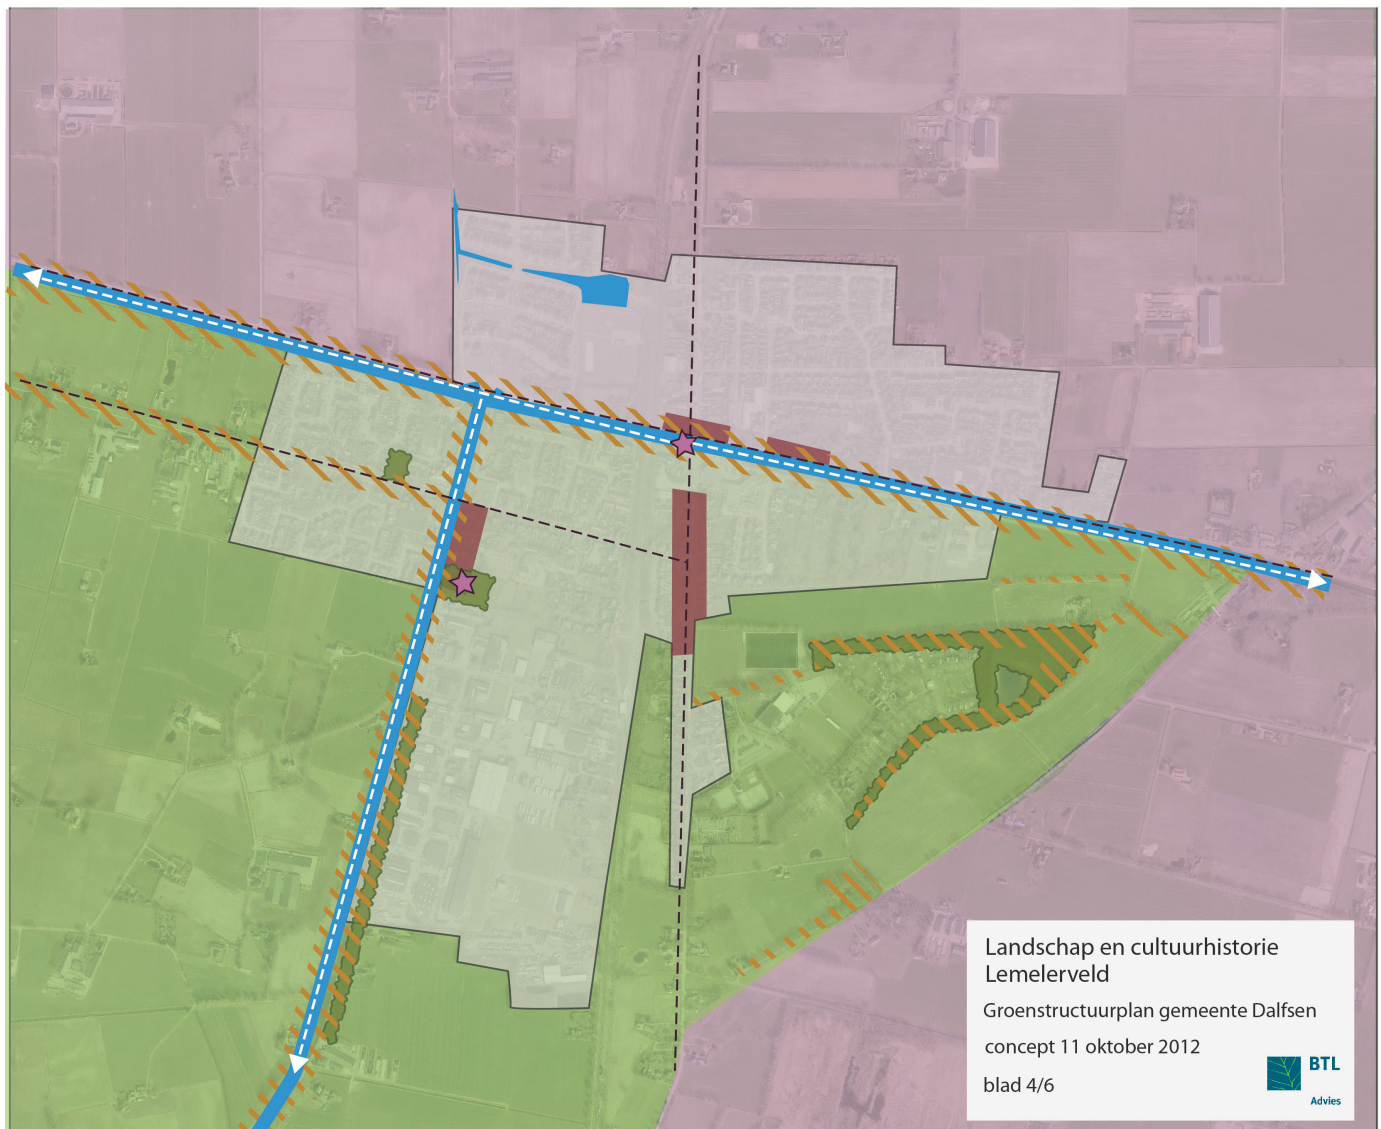 Landschap en cultuurhistorie
Lemelerveld
Groenstructuurplan gemeente Dalfsen
concept 11 oktober 2012
blad 4/6
BTL
Advies